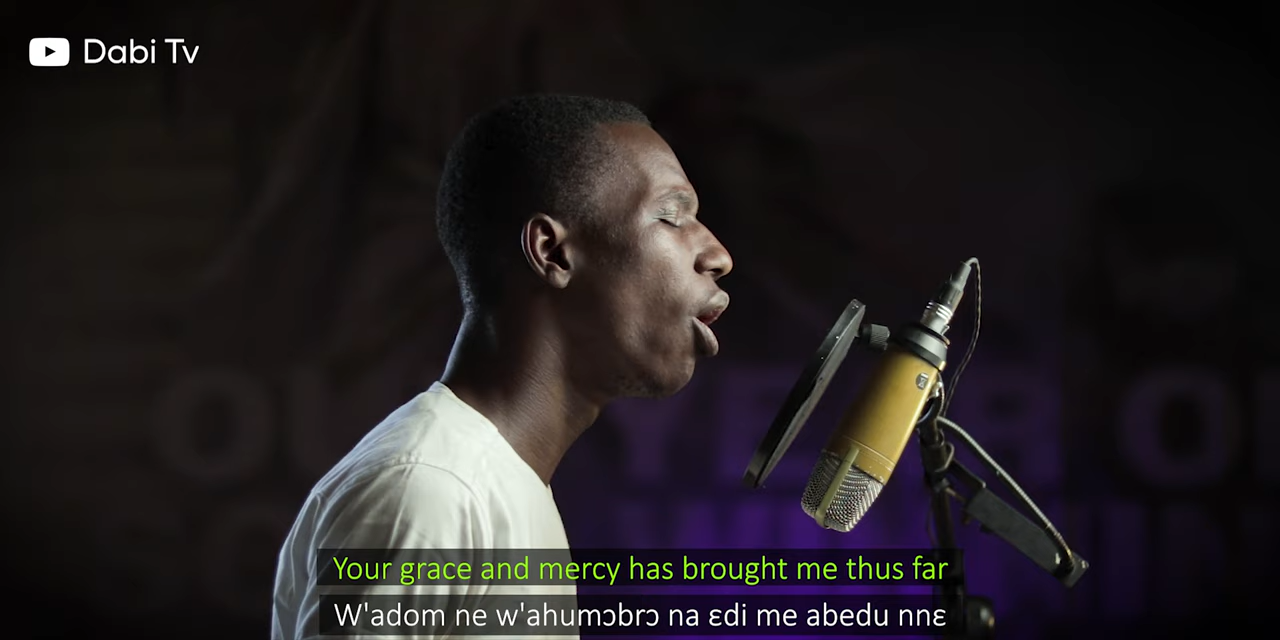 Dabi Tv
Your grace and mercy has brought me thus far
W'adom ne w'ahumɔbrɔ na ɛdi me abedu nnɛ